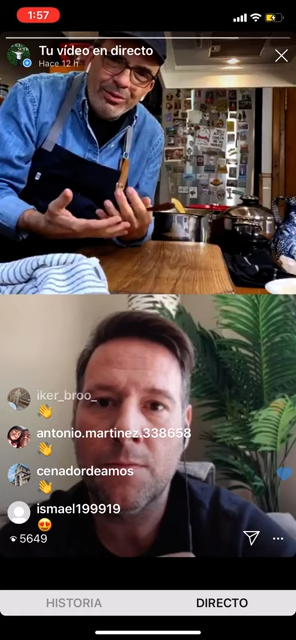 1:57
Tu vídeo en directo
Hace 12 h
iker_broo_
antonio.martinez.338658
cenadordeamos
ismael199919
5649
HISTORIA
DIRECTO